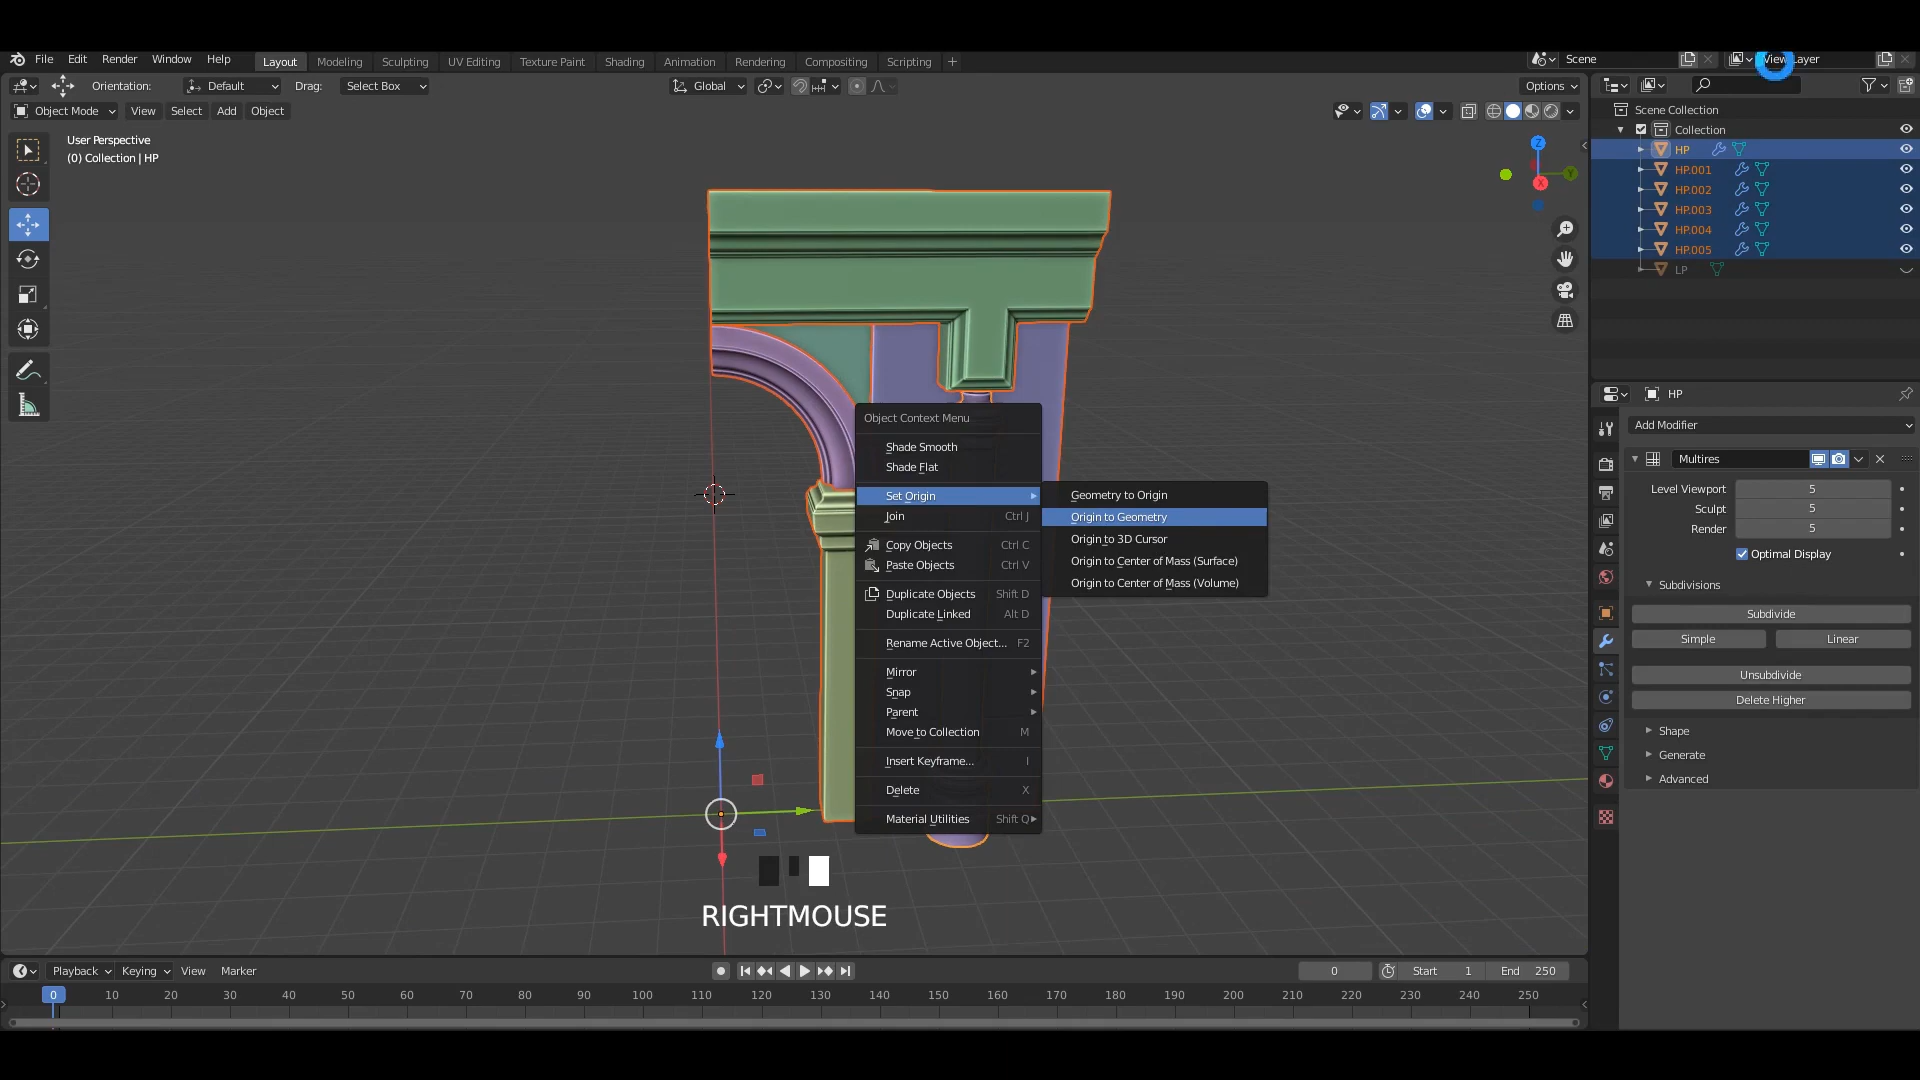 File Edit Render Window Help Layout Modeling Sculpting UV Editing Texture Paint Shading Animation Rendering Compositing Scripting + Scene View Layer
Orientation: Default Drag: Select Box Global Options
Object Mode View Select Add Object
User Perspective
(0) Collection | HP
Z
Y
X
Scene Collection
Collection
HP
HP.001
HP.002
HP.003
HP.004
HP.005
LP
HP
Add Modifier
Multires
Level Viewport 5
Sculpt 5
Render 5
Optimal Display
Subdivisions
Subdivide
Simple Linear
Unsubdivide
Delete Higher
Shape
Generate
Advanced
Object Context Menu
Shade Smooth
Shade Flat
Set Origin
Join Ctrl J
Copy Objects Ctrl C
Paste Objects Ctrl V
Duplicate Objects Shift D
Duplicate Linked Alt D
Rename Active Object... F2
Mirror
Snap
Parent
Move to Collection M
Insert Keyframe... I
Delete X
Material Utilities Shift Q
Geometry to Origin
Origin to Geometry
Origin to 3D Cursor
Origin to Center of Mass (Surface)
Origin to Center of Mass (Volume)
RIGHTMOUSE
Playback Keying View Marker 0 Start 1 End 250
0 10 20 30 40 50 60 70 80 90 100 110 120 130 140 150 160 170 180 190 200 210 220 230 240 250